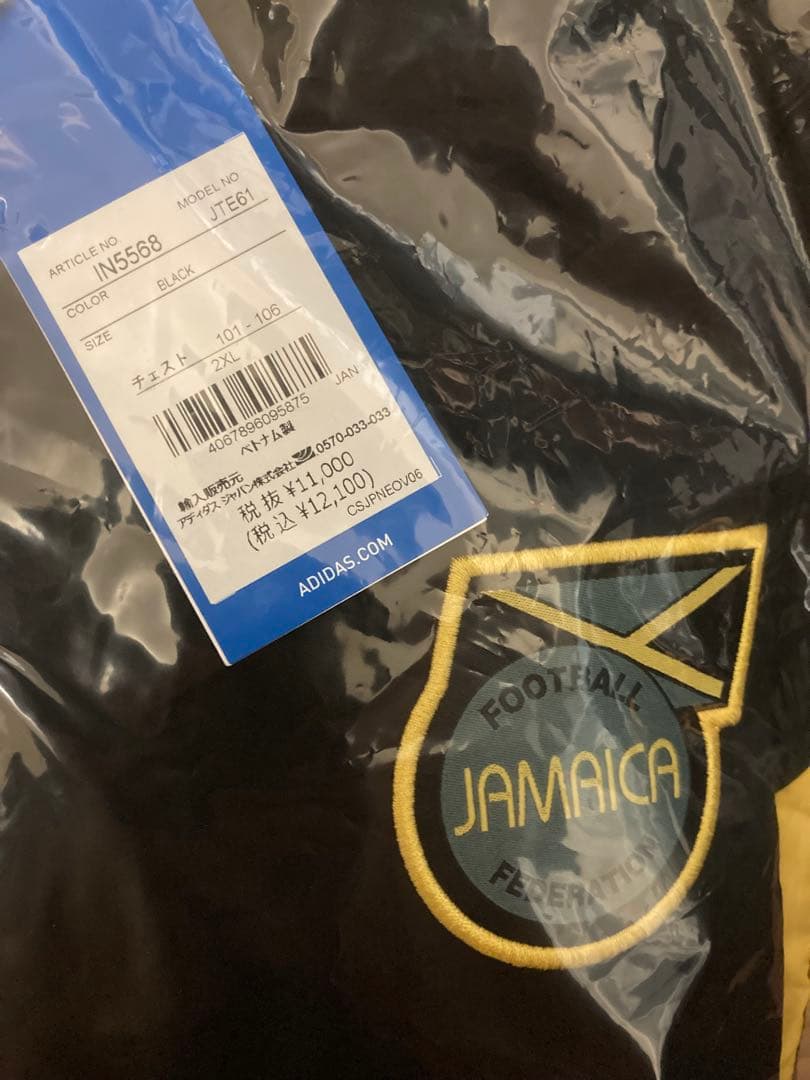 ARTICLE NO. MODEL NO
IN5568 JTE61
COLOR BLACK
SIZE
チェスト 101 - 106
2XL
JAN
4067896095875
ベトナム製
輸入販売元
アディダス ジャパン株式会社 0570-033-033
税 抜 ¥11,000
(税 込 ¥12,100)
CSJPNEOV06
ADIDAS.COM
FOOTBALL
JAMAICA
FEDERATION